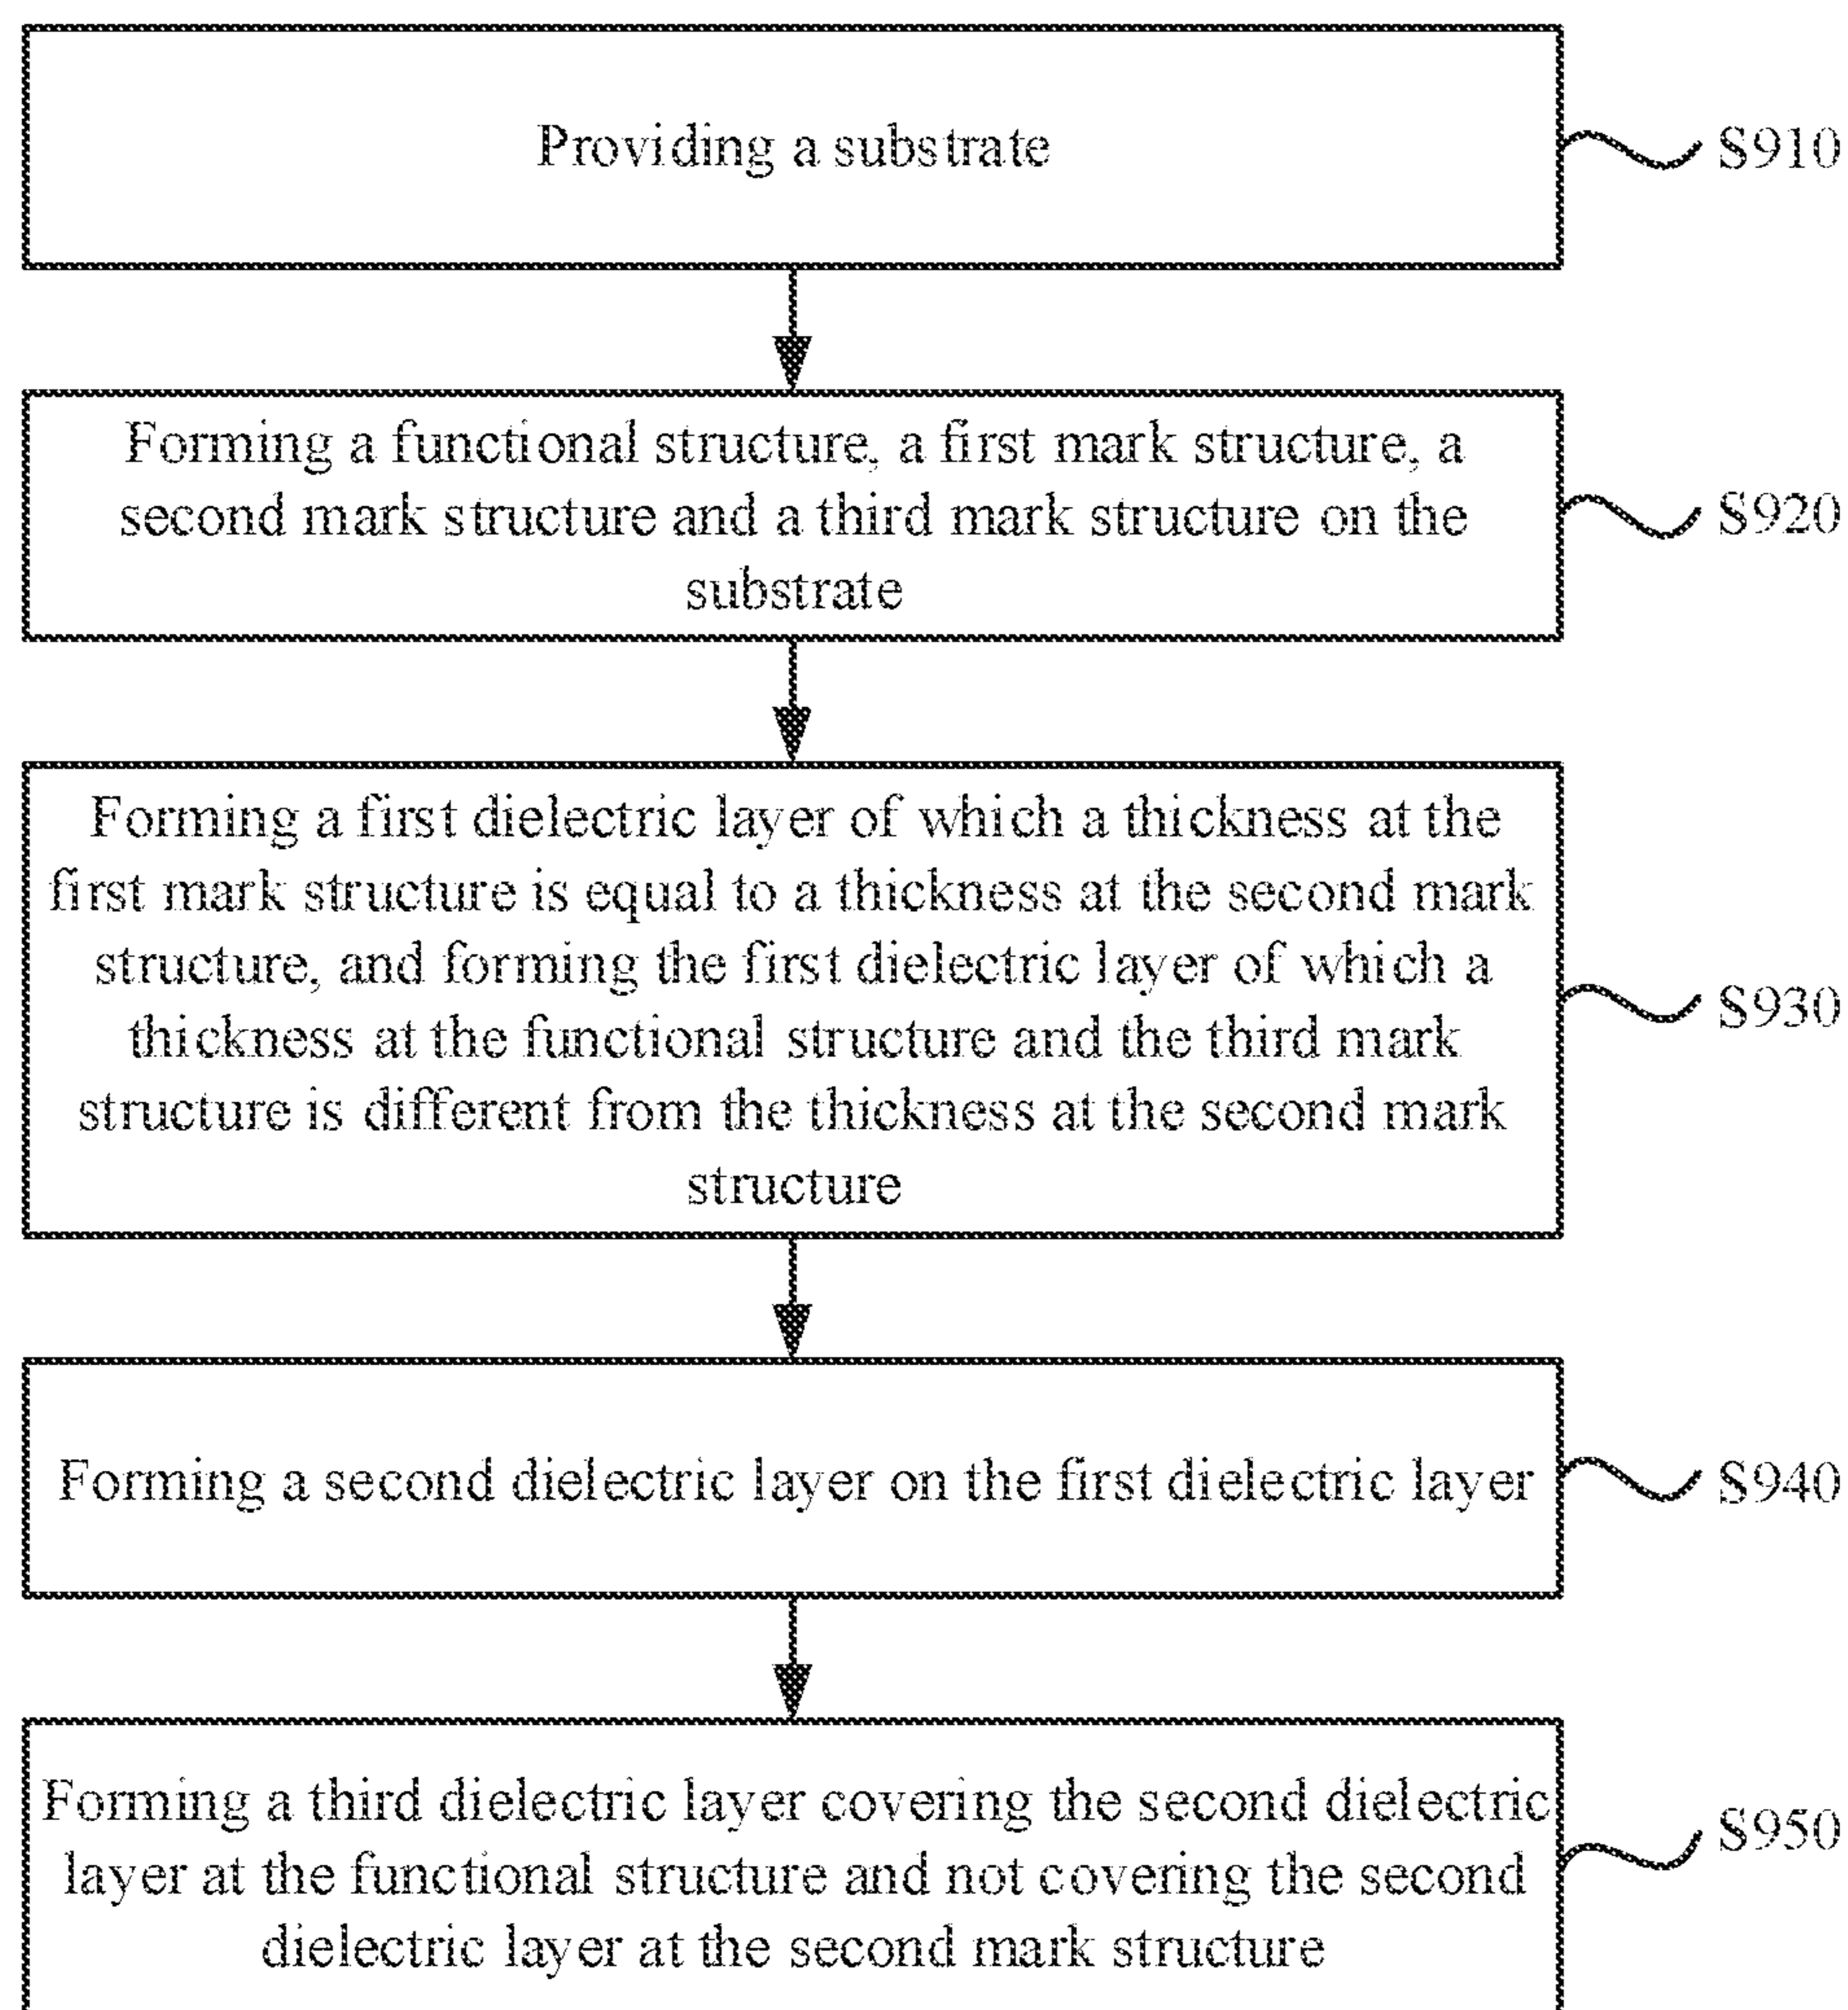 Providing a substrate
S910
Forming a functional structure, a first mark structure, a
second mark structure and a third mark structure on the
substrate
S920
Forming a first dielectric layer of which a thickness at the
first mark structure is equal to a thickness at the second mark
structure, and forming the first dielectric layer of which a
thickness at the functional structure and the third mark
structure is different from the thickness at the second mark
structure
S930
Forming a second dielectric layer on the first dielectric layer
S940
Forming a third dielectric layer covering the second dielectric
layer at the functional structure and not covering the second
dielectric layer at the second mark structure
S950